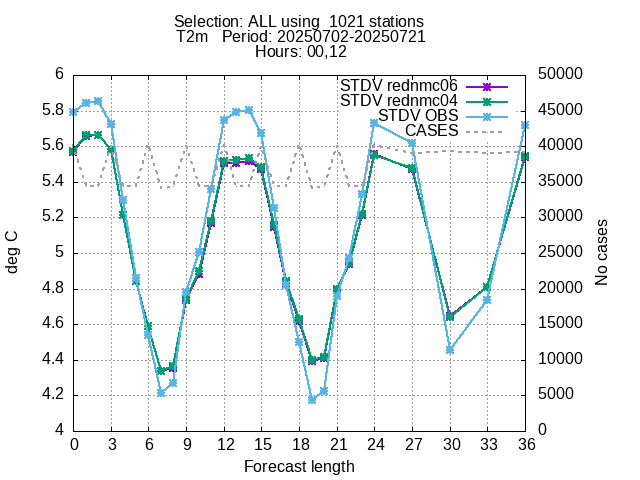 Selection: ALL using  1021 stations
T2m   Period: 20250702-20250721
Hours: 00,12
STDV rednmc06
STDV rednmc04
STDV OBS
CASES
6
5.8
5.6
5.4
5.2
5
4.8
4.6
4.4
4.2
4
deg C
50000
45000
40000
35000
30000
25000
20000
15000
10000
5000
0
No cases
0 3 6 9 12 15 18 21 24 27 30 33 36
Forecast length